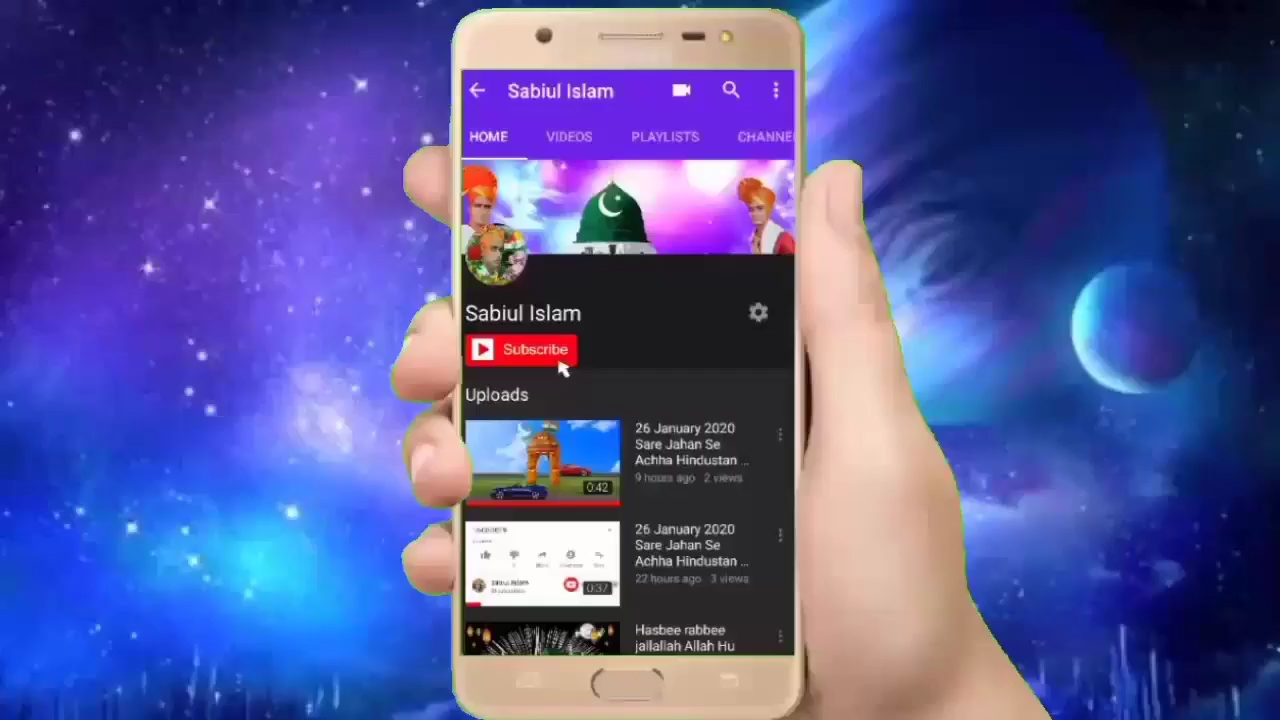 Sabiul Islam
HOME VIDEOS PLAYLISTS CHANNE
Sabiul Islam
Subscribe
Uploads
26 January 2020
Sare Jahan Se
Achha Hindustan ...
9 hours ago 2 views
0:42
26 January 2020
Sare Jahan Se
Achha Hindustan ...
22 hours ago 3 views
0:37
Hasbee rabbee
jallallah Allah Hu